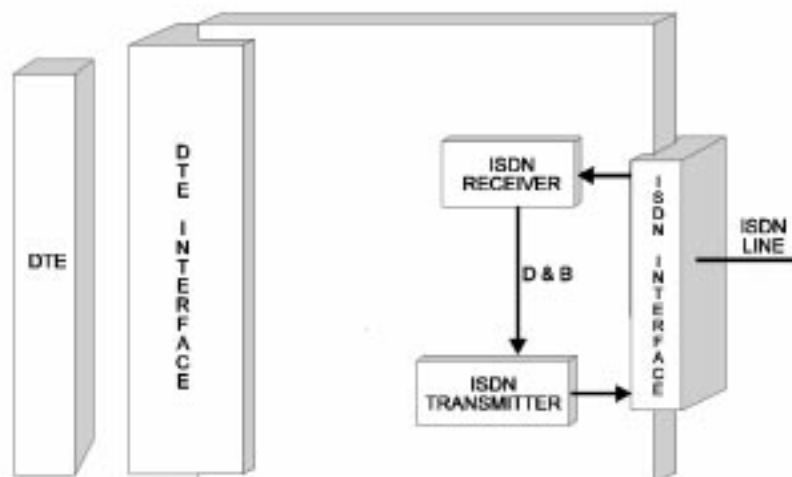 DTE
DTE INTERFACE
ISDN
RECEIVER
D & B
ISDN
TRANSMITTER
ISDN INTERFACE
ISDN
LINE